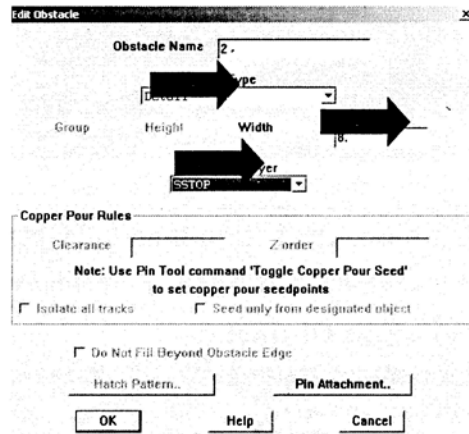 Edit Obstacle
Obstacle Name 2.
Group Height Width 8.
SSTOP
Copper Pour Rules
Clearance Z order
Note: Use Pin Tool command 'Toggle Copper Pour Seed'
to set copper pour seedpoints
Isolate all tracks Seed only from designated object
Do Not Fill Beyond Obstacle Edge
Hatch Pattern.. Pin Attachment..
OK Help Cancel